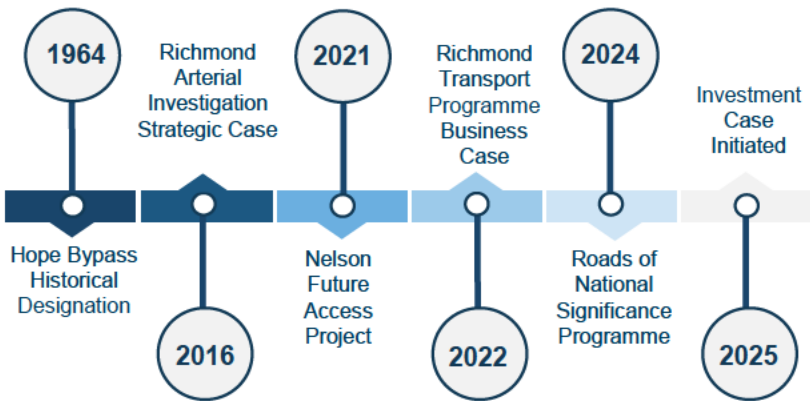 1964
Hope Bypass
Historical
Designation
Richmond
Arterial
Investigation
Strategic Case
2016
2021
Nelson
Future
Access
Project
Richmond
Transport
Programme
Business
Case
2022
2024
Roads of
National
Significance
Programme
Investment
Case
Initiated
2025